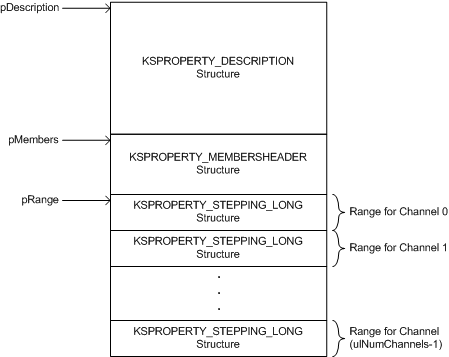 pDescription
KSPROPERTY_DESCRIPTION
Structure
pMembers
KSPROPERTY_MEMBERSHEADER
Structure
pRange
KSPROPERTY_STEPPING_LONG
Structure
Range for Channel 0
KSPROPERTY_STEPPING_LONG
Structure
Range for Channel 1
.
.
.
KSPROPERTY_STEPPING_LONG
Structure
Range for Channel
(ulNumChannels-1)